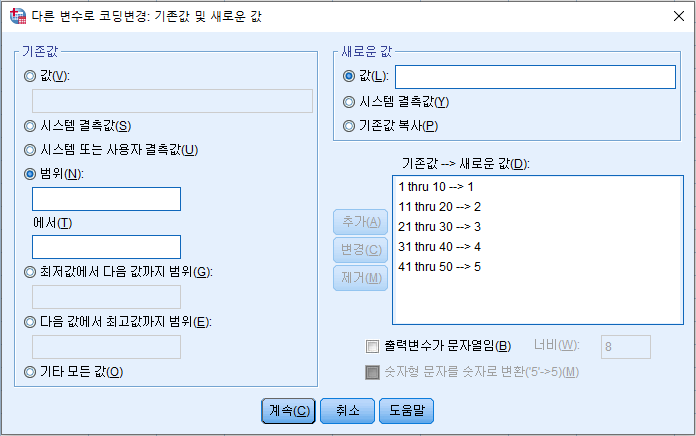 다른 변수로 코딩변경: 기존값 및 새로운 값
기존값
값(V):
시스템 결측값(S)
시스템 또는 사용자 결측값(U)
범위(N):
에서(T)
최저값에서 다음 값까지 범위(G):
다음 값에서 최고값까지 범위(E):
기타 모든 값(O)
새로운 값
값(L):
시스템 결측값(Y)
기존값 복사(P)
기존값 --> 새로운 값(D):
1 thru 10 --> 1
11 thru 20 --> 2
21 thru 30 --> 3
31 thru 40 --> 4
41 thru 50 --> 5
추가(A)
변경(C)
제거(M)
출력변수가 문자열임(B) 너비(W): 8
숫자형 문자를 숫자로 변환('5'->5)(M)
계속(C) 취소 도움말